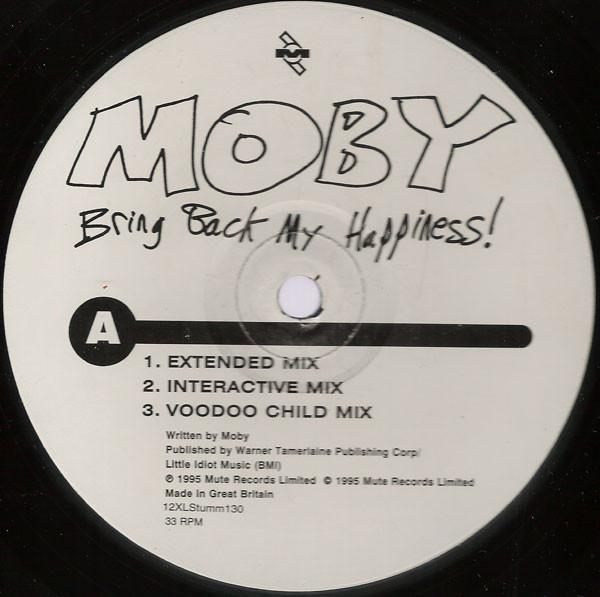 M
MOBY
Bring Back My Happiness!
A
1. EXTENDED MIX
2. INTERACTIVE MIX
3. VOODOO CHILD MIX
Written by Moby
Published by Warner Tamerlaine Publishing Corp/
Little Idiot Music (BMI)
℗ 1995 Mute Records Limited © 1995 Mute Records Limited
Made in Great Britain
12XLStumm130
33 RPM